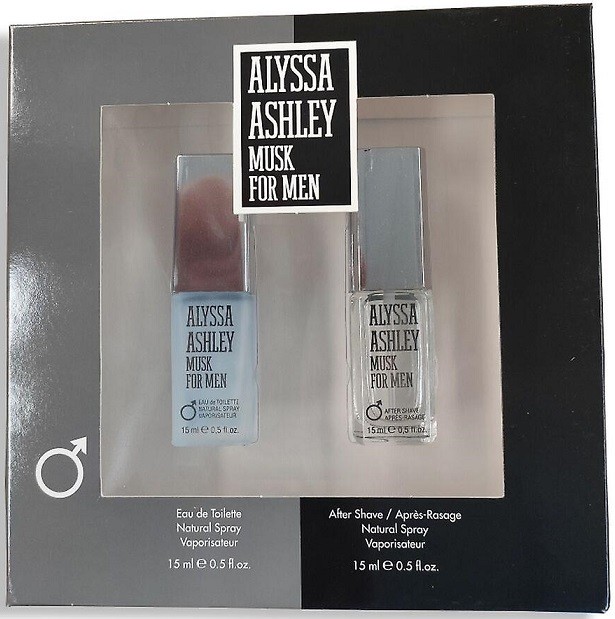 ALYSSA
ASHLEY
MUSK
FOR MEN
ALYSSA
ASHLEY
MUSK
FOR MEN
EAU de TOILETTE
NATURAL SPRAY
VAPORISATEUR
15 ml e 0,5 fl.oz.
ALYSSA
ASHLEY
MUSK
FOR MEN
AFTER SHAVE
APRÈS-RASAGE
15 ml e 0,5 fl.oz.
Eau de Toilette
Natural Spray
Vaporisateur
15 ml e 0.5 fl.oz.
After Shave / Après-Rasage
Natural Spray
Vaporisateur
15 ml e 0.5 fl.oz.